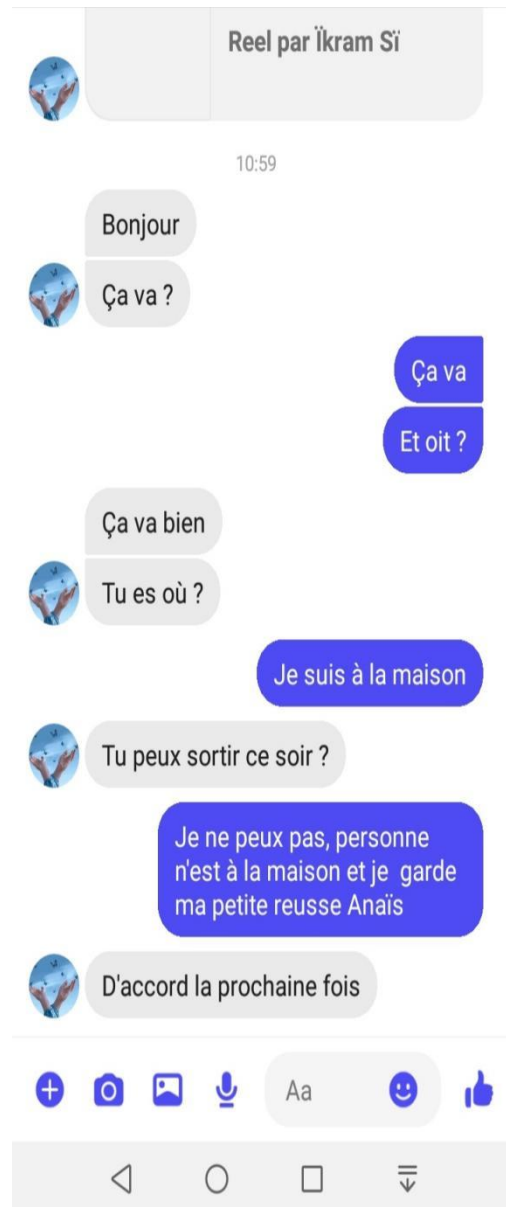 Reel par Ïkram Sï
10:59
Bonjour
Ça va ?
Ça va
Et oit ?
Ça va bien
Tu es où ?
Je suis à la maison
Tu peux sortir ce soir ?
Je ne peux pas, personne
n'est à la maison et je garde
ma petite reusse Anaïs
D'accord la prochaine fois
Aa